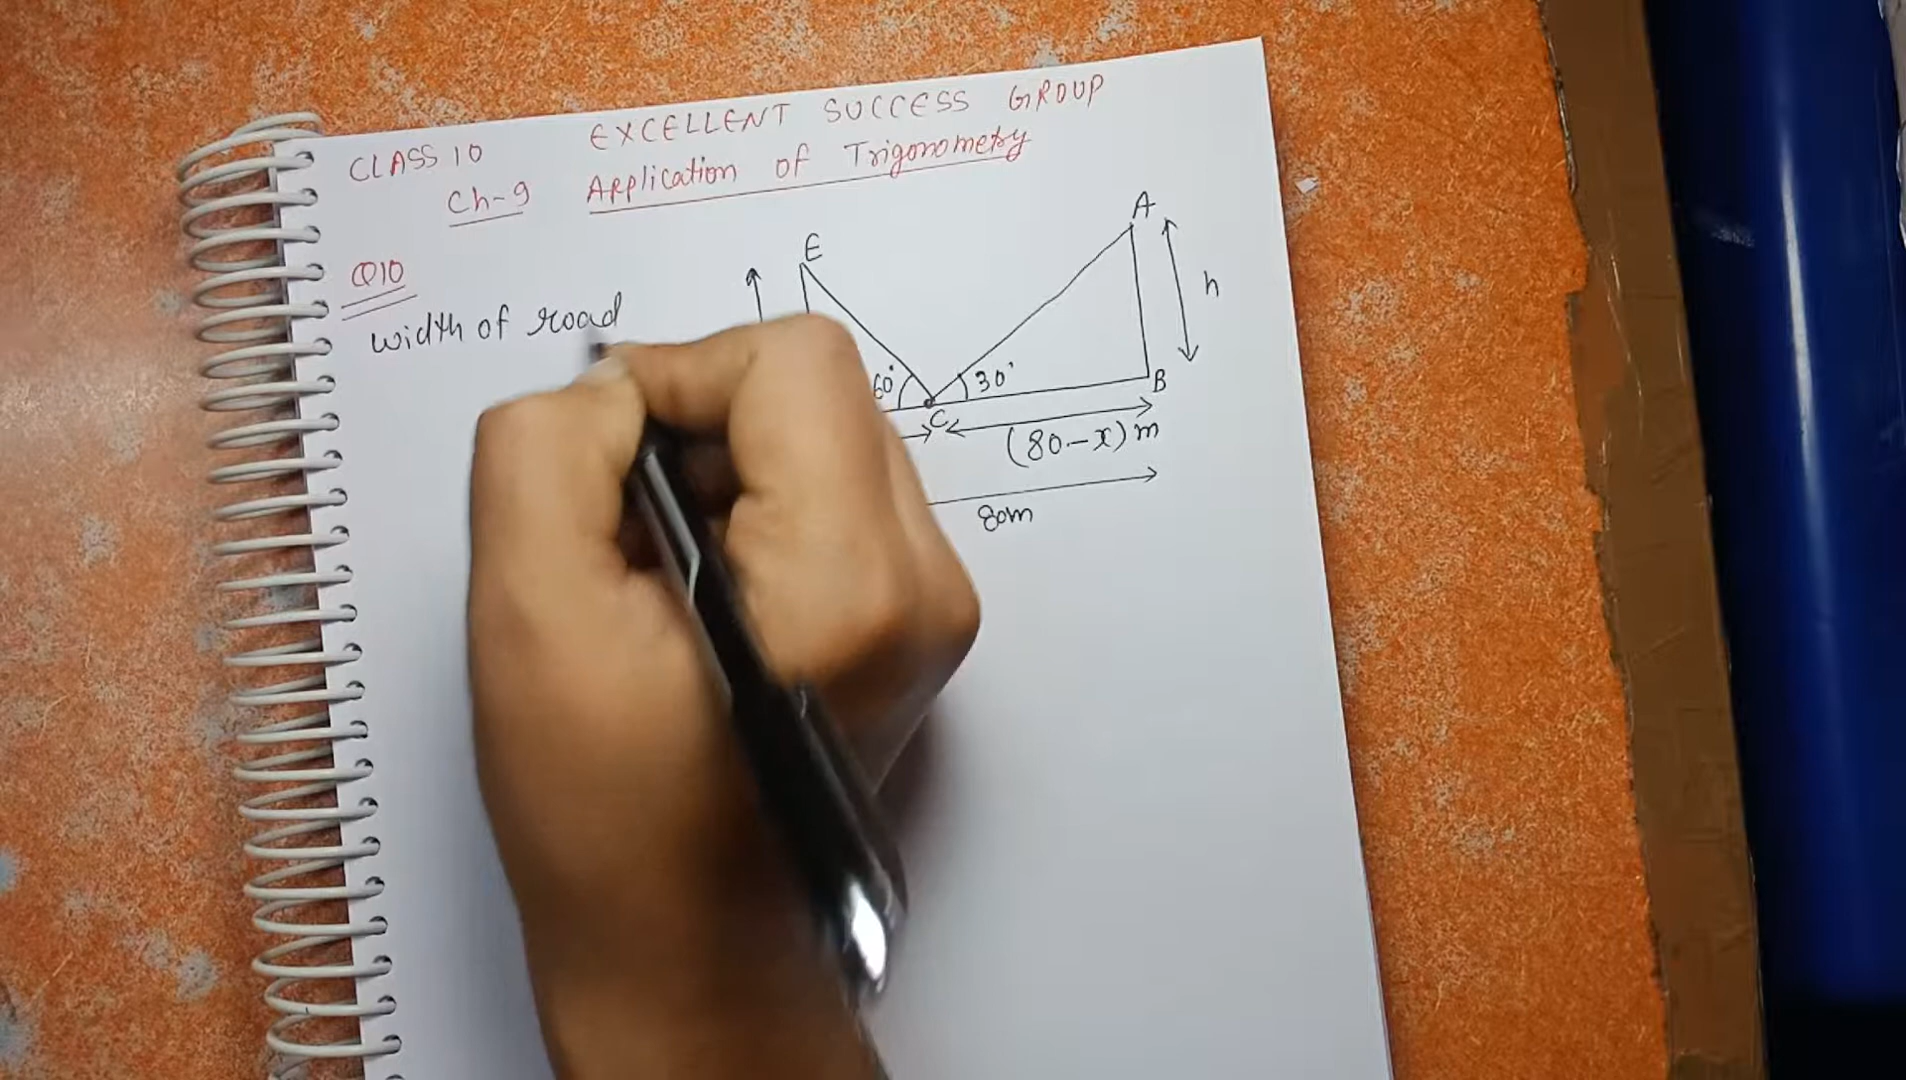 CLASS 10 EXCELLENT SUCCESS GROUP
Ch-9 Application of Trigonometry
Q10
width of road
E
A
h
60°
30°
B
C
(80-x)m
80m